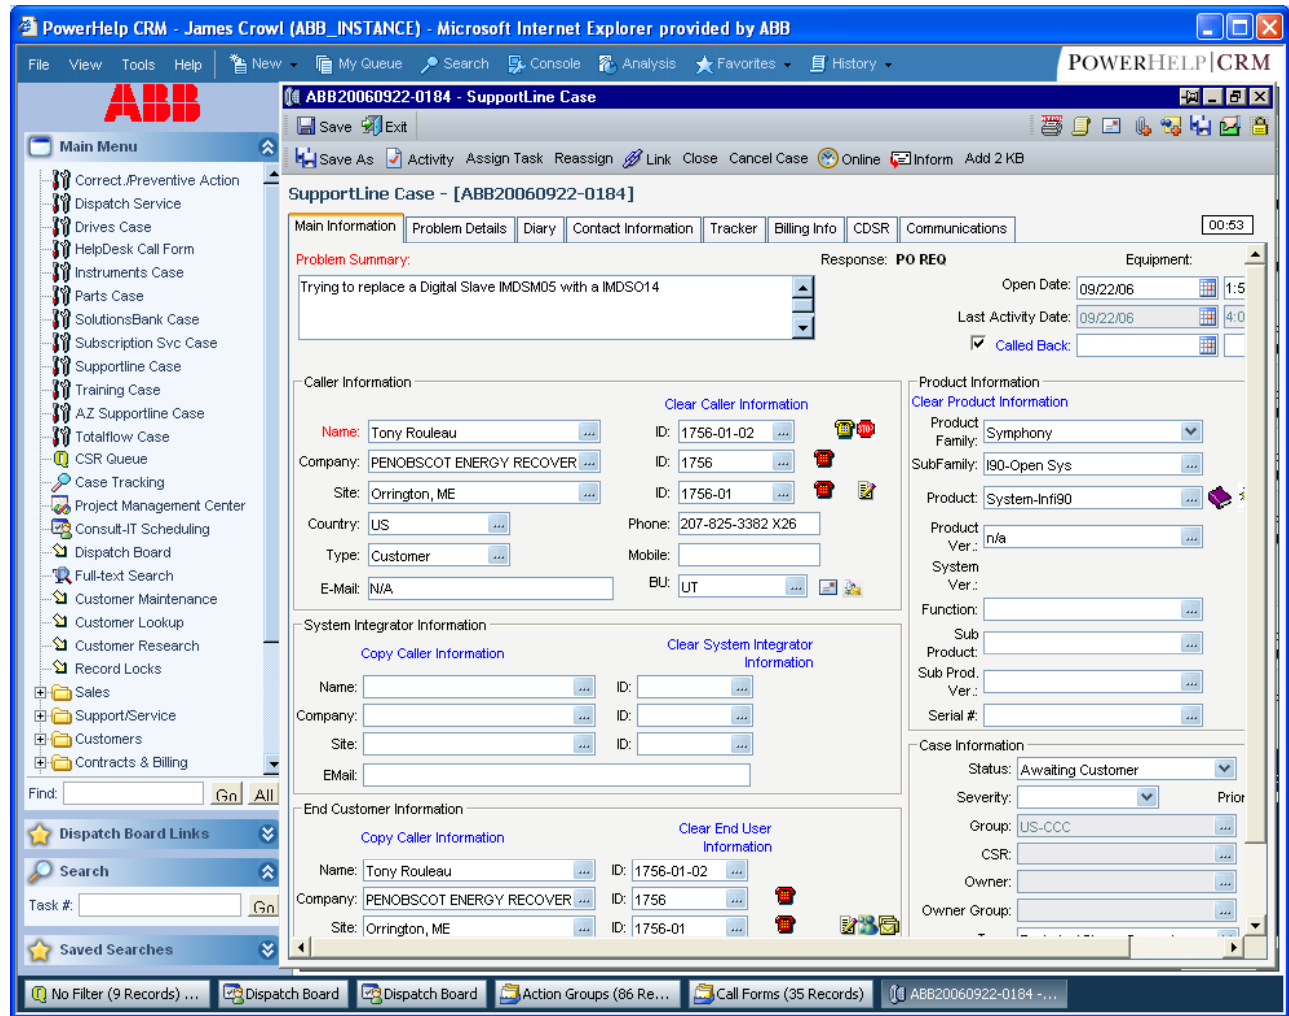 PowerHelp CRM - James Crowl (ABB_INSTANCE) - Microsoft Internet Explorer provided by ABB
File View Tools Help New My Queue Search Console Analysis Favorites History POWERHELP|CRM
ABB
Main Menu
Correct./Preventive Action
Dispatch Service
Drives Case
HelpDesk Call Form
Instruments Case
Parts Case
SolutionsBank Case
Subscription Svc Case
Supportline Case
Training Case
AZ Supportline Case
Totalflow Case
CSR Queue
Case Tracking
Project Management Center
Consult-IT Scheduling
Dispatch Board
Full-text Search
Customer Maintenance
Customer Lookup
Customer Research
Record Locks
Sales
Support/Service
Customers
Contracts & Billing
Find: Go All
Dispatch Board Links
Search
Task #: Go
Saved Searches
ABB20060922-0184 - SupportLine Case
Save Exit
Save As Activity Assign Task Reassign Link Close Cancel Case Online Inform Add 2 KB
SupportLine Case - [ABB20060922-0184]
Main Information Problem Details Diary Contact Information Tracker Billing Info CDSR Communications 00:53
Problem Summary: Response: PO REQ Equipment:
Trying to replace a Digital Slave IMDSM05 with a IMDSO14
Open Date: 09/22/06 1:5
Last Activity Date: 09/22/06 4:0
Called Back:
Caller Information
Clear Caller Information
Name: Tony Rouleau ID: 1756-01-02 STOP
Company: PENOBSCOT ENERGY RECOVER ID: 1756
Site: Orrington, ME ID: 1756-01
Country: US Phone: 207-825-3382 X26
Type: Customer Mobile:
E-Mail: N/A BU: UT
System Integrator Information
Copy Caller Information Clear System Integrator Information
Name: ID:
Company: ID:
Site: ID:
EMail:
End Customer Information
Copy Caller Information Clear End User Information
Name: Tony Rouleau ID: 1756-01-02
Company: PENOBSCOT ENERGY RECOVER ID: 1756
Site: Orrington, ME ID: 1756-01
Product Information
Clear Product Information
Product Family: Symphony
SubFamily: I90-Open Sys
Product: System-Infi90
Product Ver.: n/a
System Ver.:
Function:
Sub Product:
Sub Prod. Ver.:
Serial #:
Case Information
Status: Awaiting Customer
Severity: Prior
Group: US-CCC
CSR:
Owner:
Owner Group:
No Filter (9 Records) ... Dispatch Board Dispatch Board Action Groups (86 Re... Call Forms (35 Records) ABB20060922-0184 -...